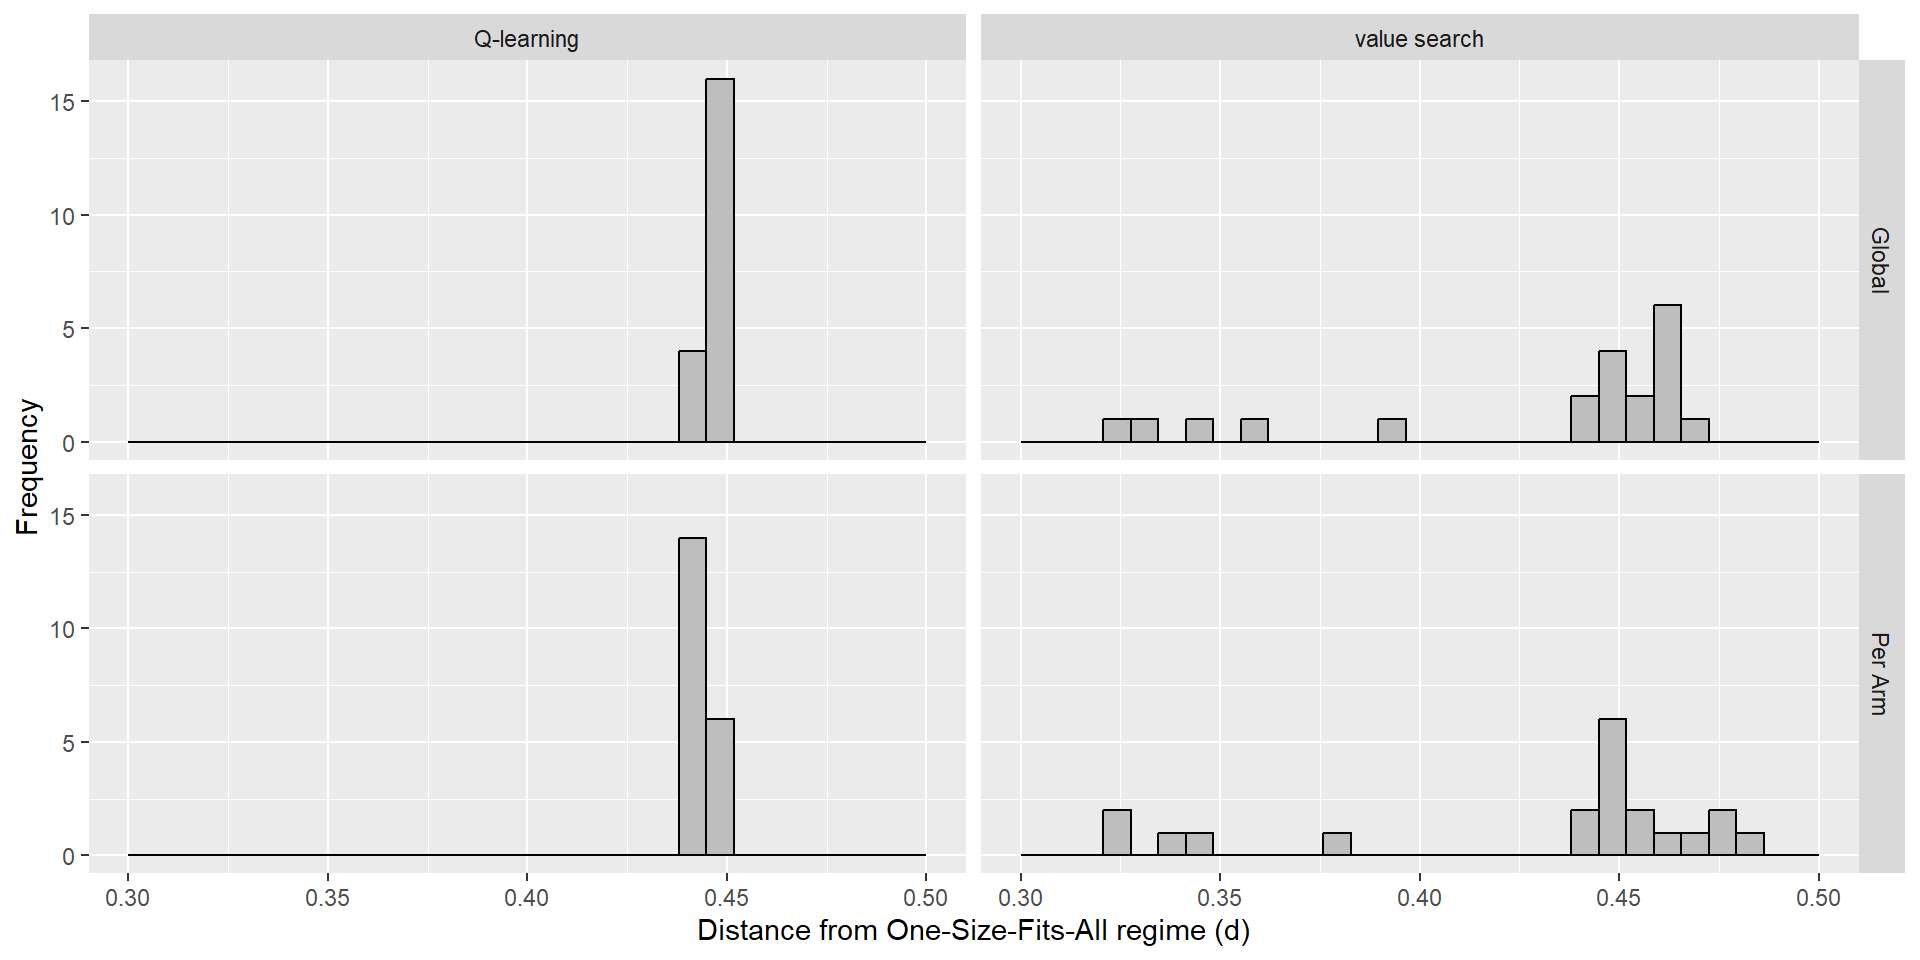 Q-learning
value search
Global
Per Arm
Frequency
15
10
5
0
15
10
5
0
0.30 0.35 0.40 0.45 0.50
0.30 0.35 0.40 0.45 0.50
Distance from One-Size-Fits-All regime (d)